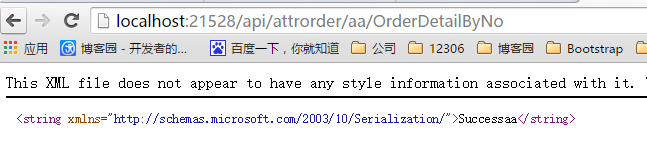 localhost:21528/api/attrorder/aa/OrderDetailByNo
应用 博客园 - 开发者的... 百度一下，你就知道 公司 12306 博客园 Bootstrap
This XML file does not appear to have any style information associated with it.
<string xmlns="http://schemas.microsoft.com/2003/10/Serialization/">Successaa</string>